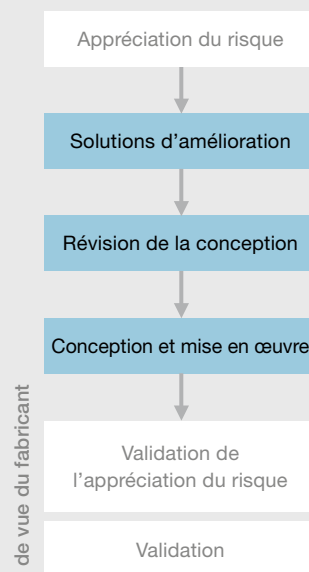 Appréciation du risque
Solutions d’amélioration
Révision de la conception
Conception et mise en œuvre
Validation de
l’appréciation du risque
Validation
de vue du fabricant